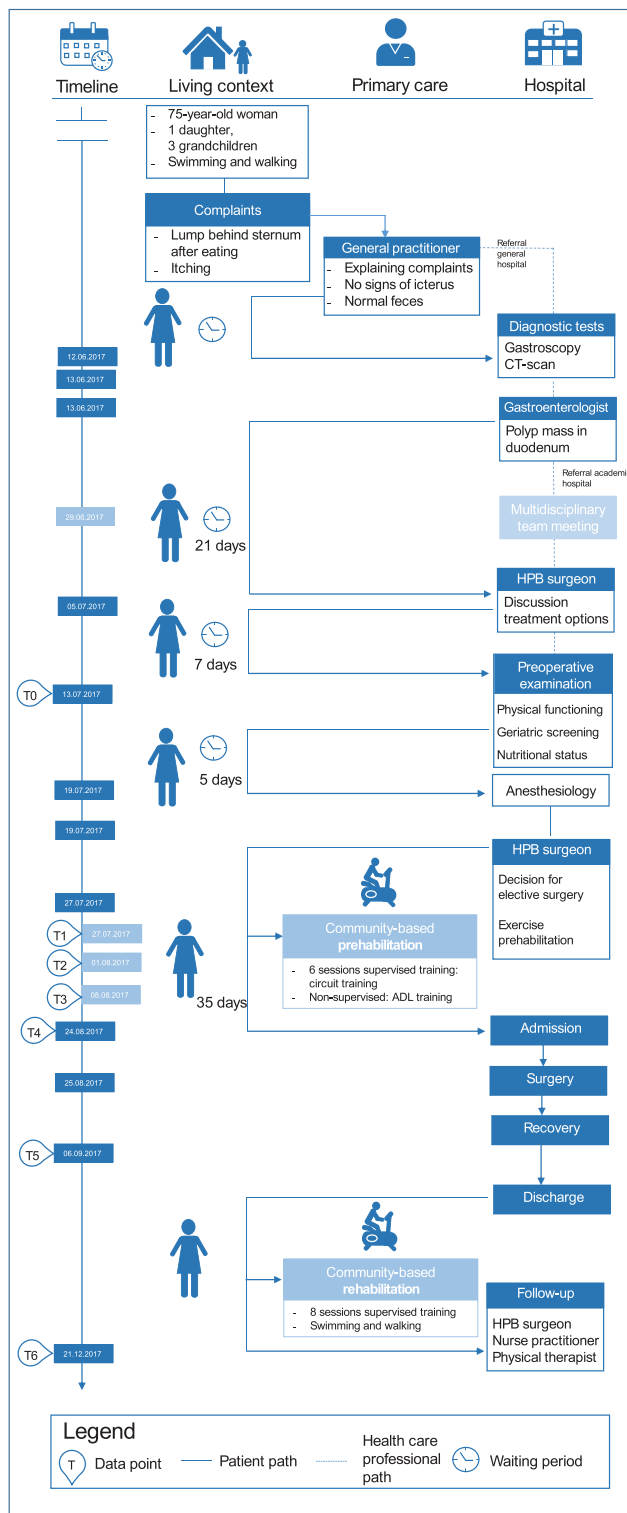 Timeline
Living context
Primary care
Hospital
- 75-year-old woman
- 1 daughter,
3 grandchildren
- Swimming and walking
Complaints
- Lump behind sternum
after eating
- Itching
General practitioner
- Explaining complaints
- No signs of icterus
- Normal feces
Referral
general
hospital
Diagnostic tests
Gastroscopy
CT-scan
12.06.2017
13.06.2017
13.06.2017
Gastroenterologist
Polyp mass in
duodenum
Referral academi
hospital
29.06.2017
21 days
Multidisciplinary
team meeting
05.07.2017
HPB surgeon
Discussion
treatment options
7 days
T0
13.07.2017
Preoperative
examination
Physical functioning
Geriatric screening
Nutritional status
5 days
19.07.2017
Anesthesiology
19.07.2017
HPB surgeon
Decision for
elective surgery
Exercise
prehabilitation
27.07.2017
T1
27.07.2017
T2
01.08.2017
T3
08.08.2017
35 days
Community-based
prehabilitation
- 6 sessions supervised training:
circuit training
- Non-supervised: ADL training
T4
24.08.2017
Admission
25.08.2017
Surgery
Recovery
T5
06.09.2017
Discharge
Community-based
rehabilitation
- 8 sessions supervised training
- Swimming and walking
Follow-up
HPB surgeon
Nurse practitioner
Physical therapist
T6
21.12.2017
Legend
T
Data point
Patient path
Health care
professional
path
Waiting period